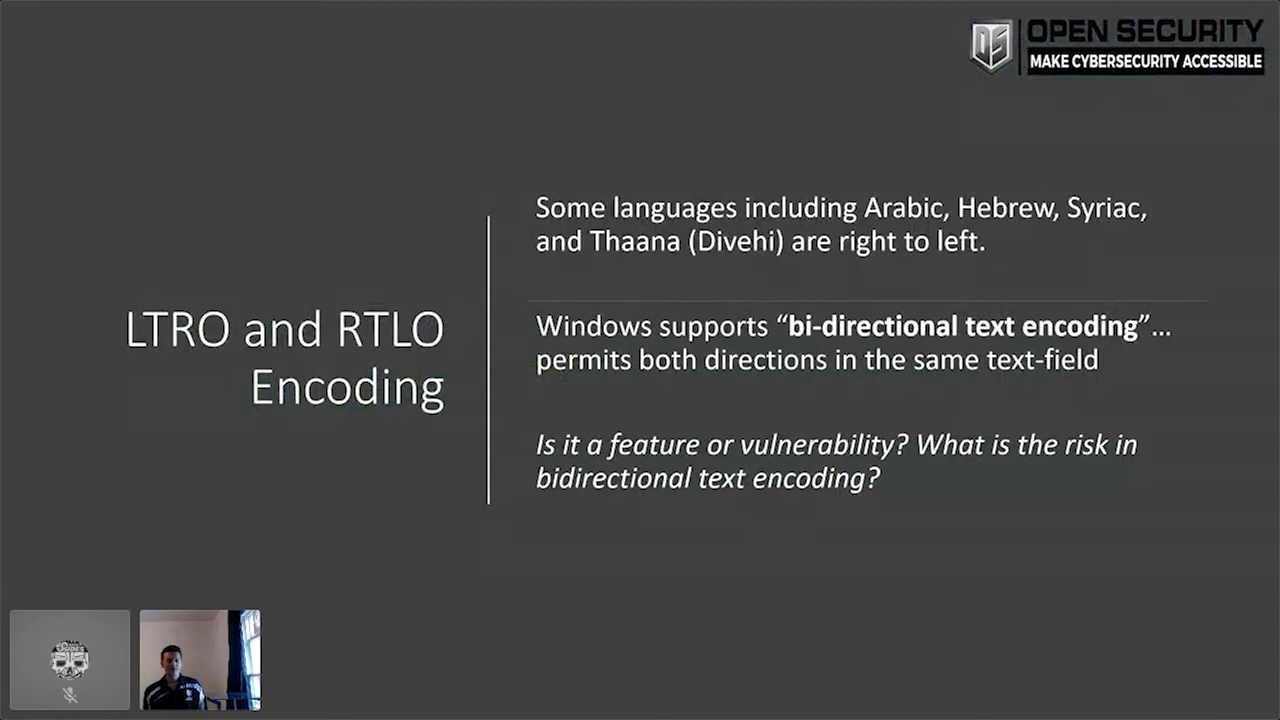 OPEN SECURITY
MAKE CYBERSECURITY ACCESSIBLE
LTRO and RTLO
Encoding
Some languages including Arabic, Hebrew, Syriac,
and Thaana (Divehi) are right to left.
Windows supports “bi-directional text encoding”…
permits both directions in the same text-field
Is it a feature or vulnerability? What is the risk in
bidirectional text encoding?